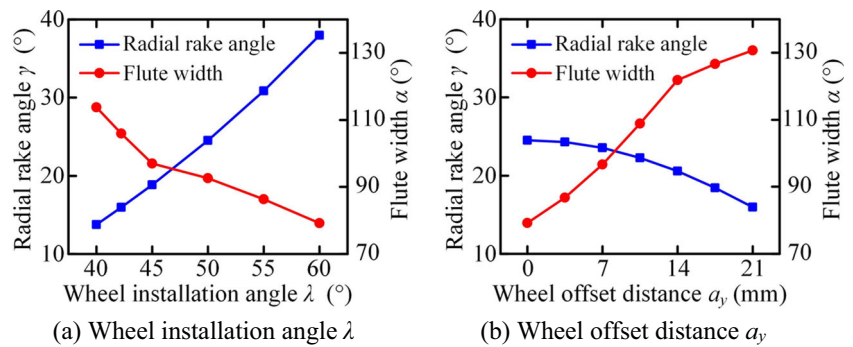 40
30
20
10
Radial rake angle γ (°)
Radial rake angle
Flute width
130
110
90
70
Flute width α (°)
40 45 50 55 60
Wheel installation angle λ (°)
(a) Wheel installation angle λ
40
30
20
10
Radial rake angle γ (°)
Radial rake angle
Flute width
130
110
90
70
Flute width α (°)
0 7 14 21
Wheel offset distance ay (mm)
(b) Wheel offset distance ay